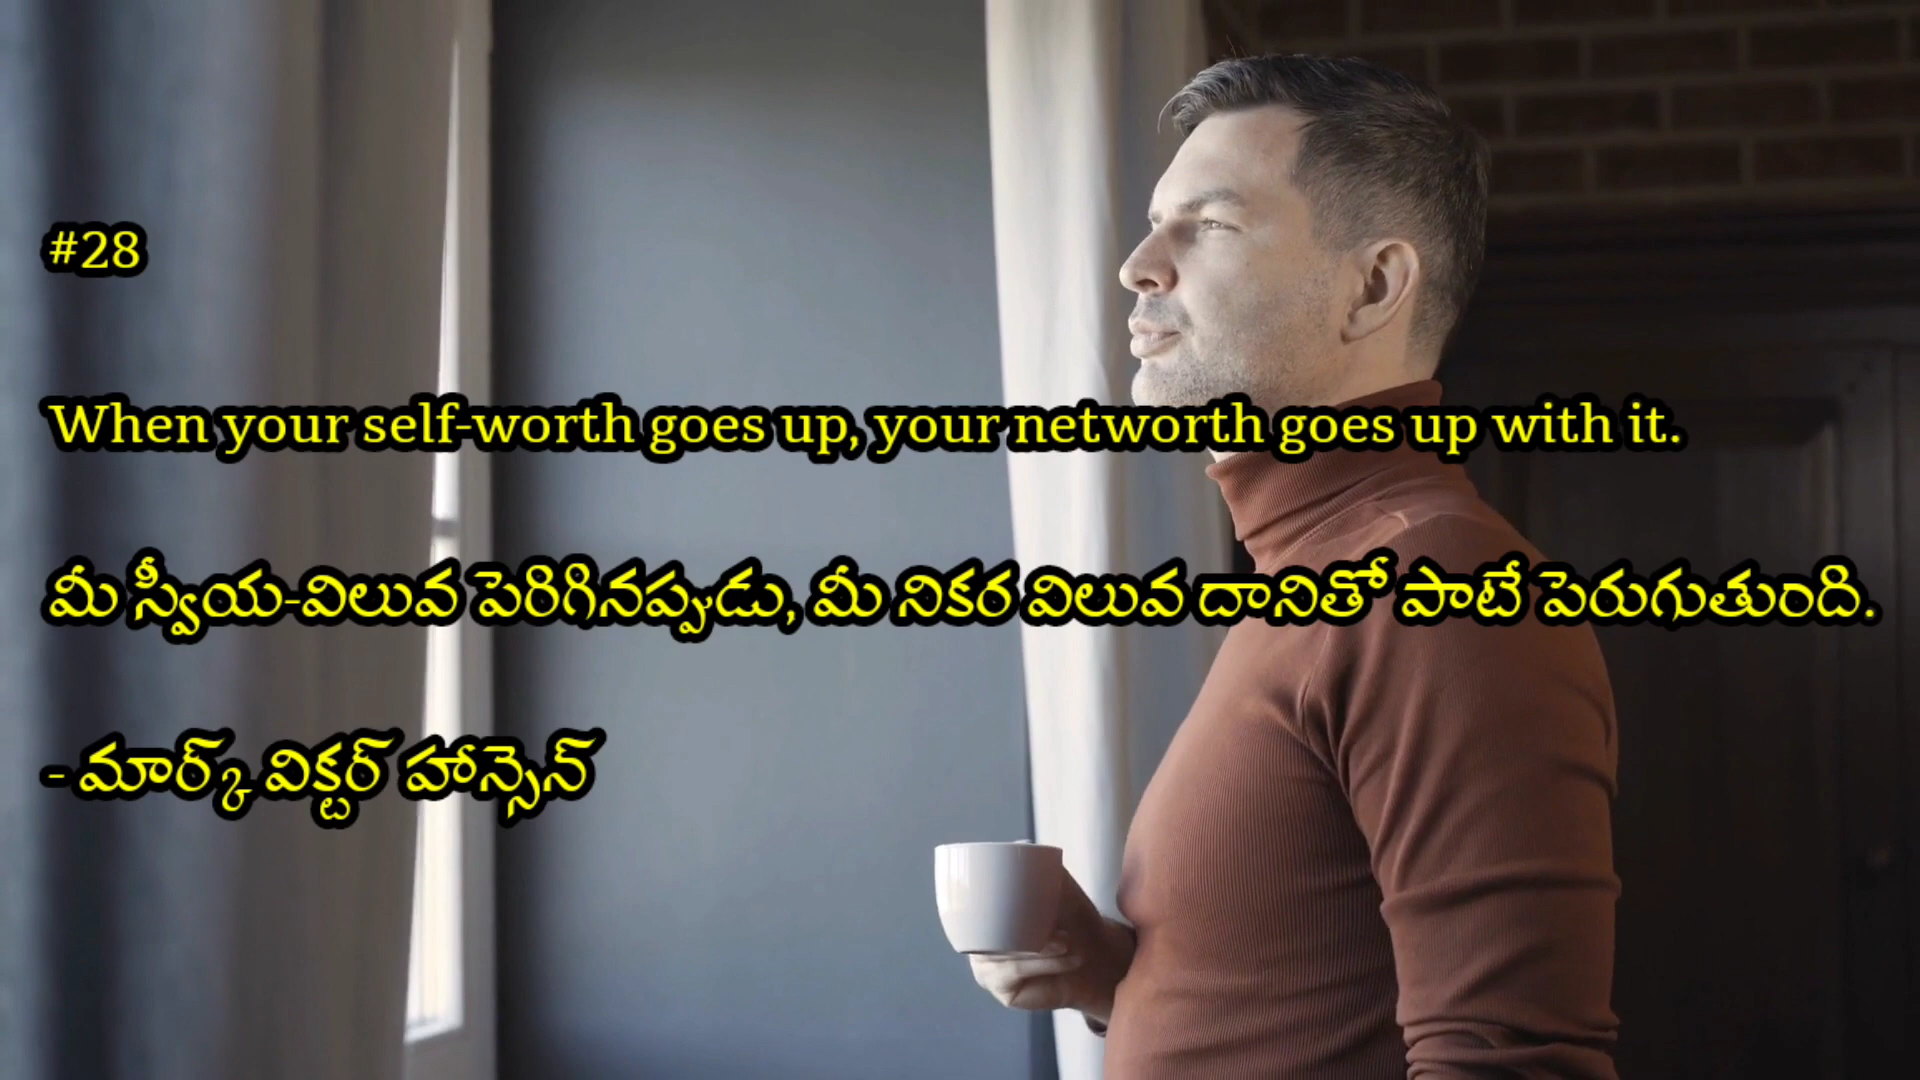 #28
When your self-worth goes up, your networth goes up with it.
మీ స్వీయ-విలువ పెరిగినప్పుడు, మీ నికర విలువ దానితో పాటే పెరుగుతుంది.
- మార్క్ విక్టర్ హాన్సెన్